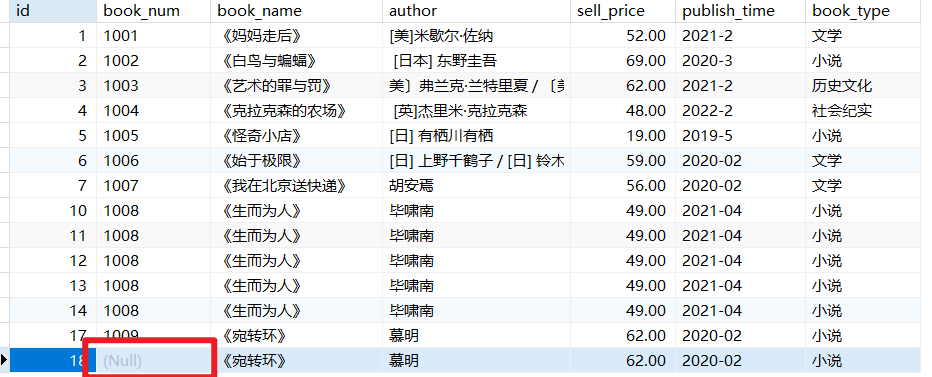 id book_num book_name author sell_price publish_time book_type
1 1001 《妈妈走后》 [美]米歇尔·佐纳 52.00 2021-2 文学
2 1002 《白鸟与蝙蝠》 [日本] 东野圭吾 69.00 2020-3 小说
3 1003 《艺术的罪与罚》 美〕弗兰克·兰特里夏 / 〔美 62.00 2021-2 历史文化
4 1004 《克拉克森的农场》 [英]杰里米·克拉克森 48.00 2022-2 社会纪实
5 1005 《怪奇小店》 [日] 有栖川有栖 19.00 2019-5 小说
6 1006 《始于极限》 [日] 上野千鹤子 / [日] 铃木 59.00 2020-02 文学
7 1007 《我在北京送快递》 胡安焉 56.00 2020-02 文学
10 1008 《生而为人》 毕啸南 49.00 2021-04 小说
11 1008 《生而为人》 毕啸南 49.00 2021-04 小说
12 1008 《生而为人》 毕啸南 49.00 2021-04 小说
13 1008 《生而为人》 毕啸南 49.00 2021-04 小说
14 1008 《生而为人》 毕啸南 49.00 2021-04 小说
17 1009 《宛转环》 慕明 62.00 2020-02 小说
18 (Null) 《宛转环》 慕明 62.00 2020-02 小说